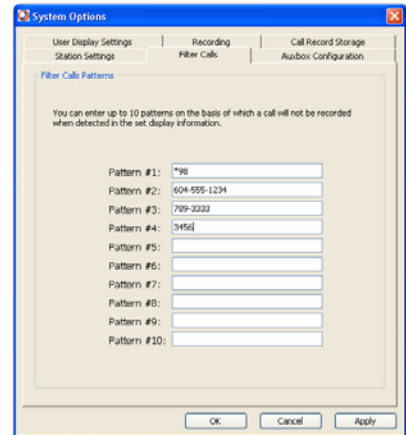 System Options
User Display Settings
Recording
Call Record Storage
Station Settings
Filter Calls
Auxbox Configuration
Filter Calls Patterns
You can enter up to 10 patterns on the basis of which a call will not be recorded
when detected in the set display information.
Pattern #1: *98
Pattern #2: 604-555-1234
Pattern #3: 789-3333
Pattern #4: 3456
Pattern #5:
Pattern #6:
Pattern #7:
Pattern #8:
Pattern #9:
Pattern #10:
OK
Cancel
Apply